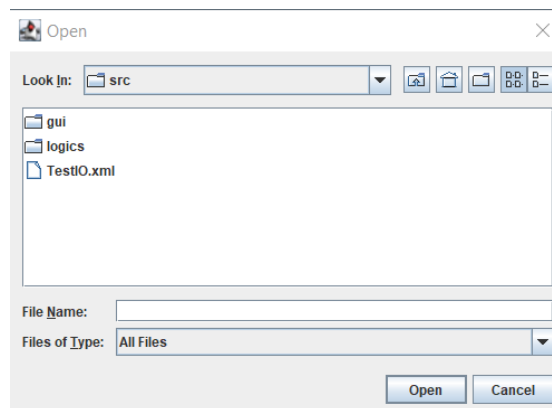 Open
Look In: src
gui
logics
TestIO.xml
File Name:
Files of Type: All Files
Open Cancel